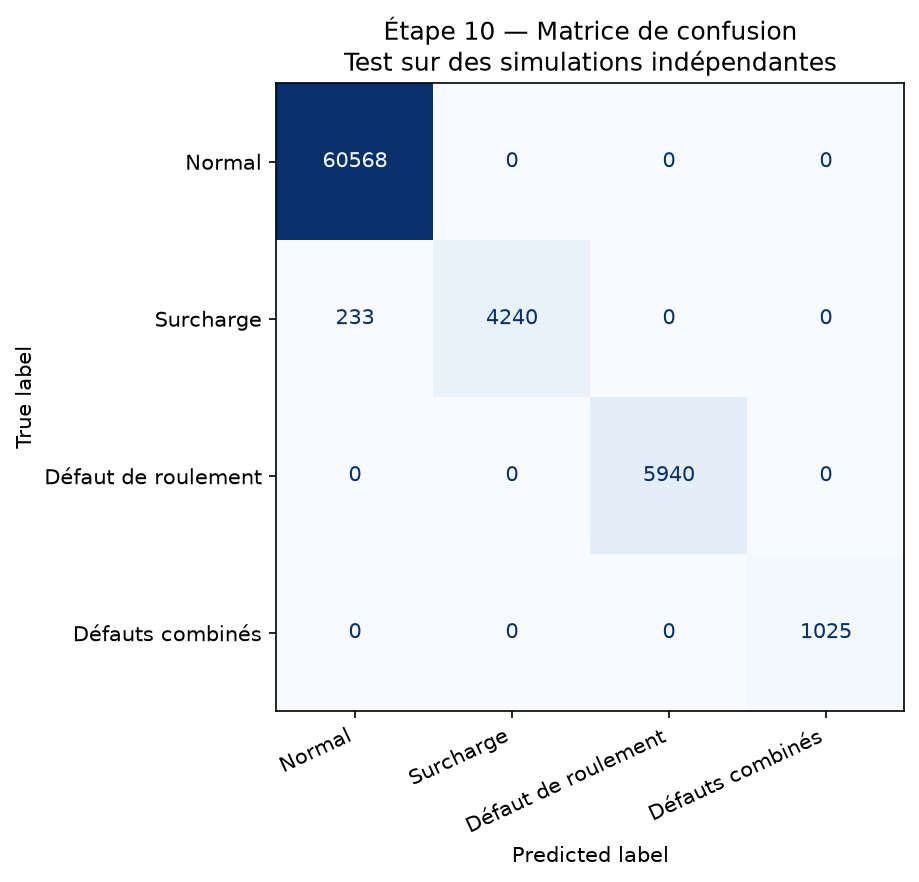 Étape 10 — Matrice de confusion
Test sur des simulations indépendantes
True label
Normal
60568
0
0
0
Surcharge
233
4240
0
0
Défaut de roulement
0
0
5940
0
Défauts combinés
0
0
0
1025
Normal
Surcharge
Défaut de roulement
Défauts combinés
Predicted label